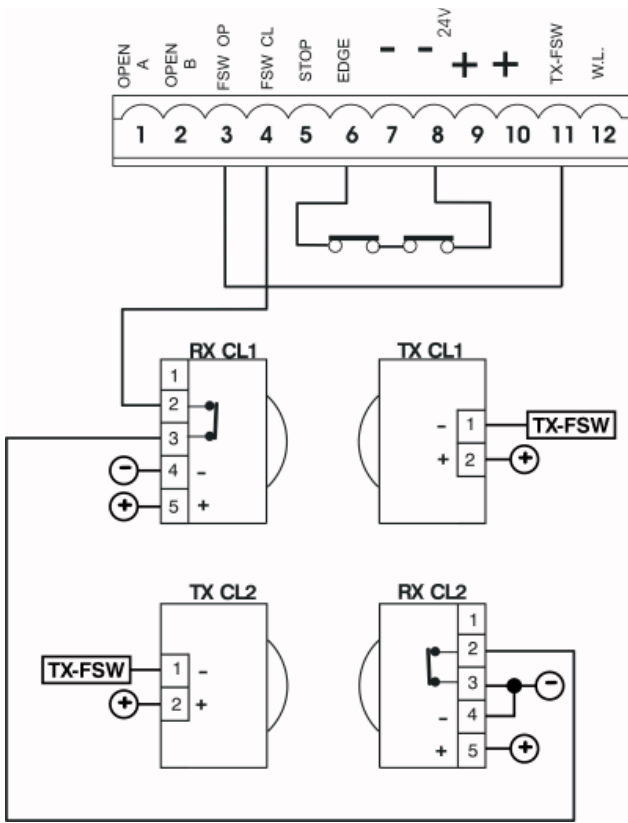 OPEN A
OPEN B
FSW OP
FSW CL
STOP
EDGE
-
-
24V
+
+
TX-FSW
W.L.
1 2 3 4 5 6 7 8 9 10 11 12
RX CL1
1
2
3
- 4 -
+ 5 +
TX CL1
- 1 TX-FSW
+ 2 +
TX CL2
TX-FSW 1 -
+ 2 +
RX CL2
1
2
3 -
- 4
+ 5 +